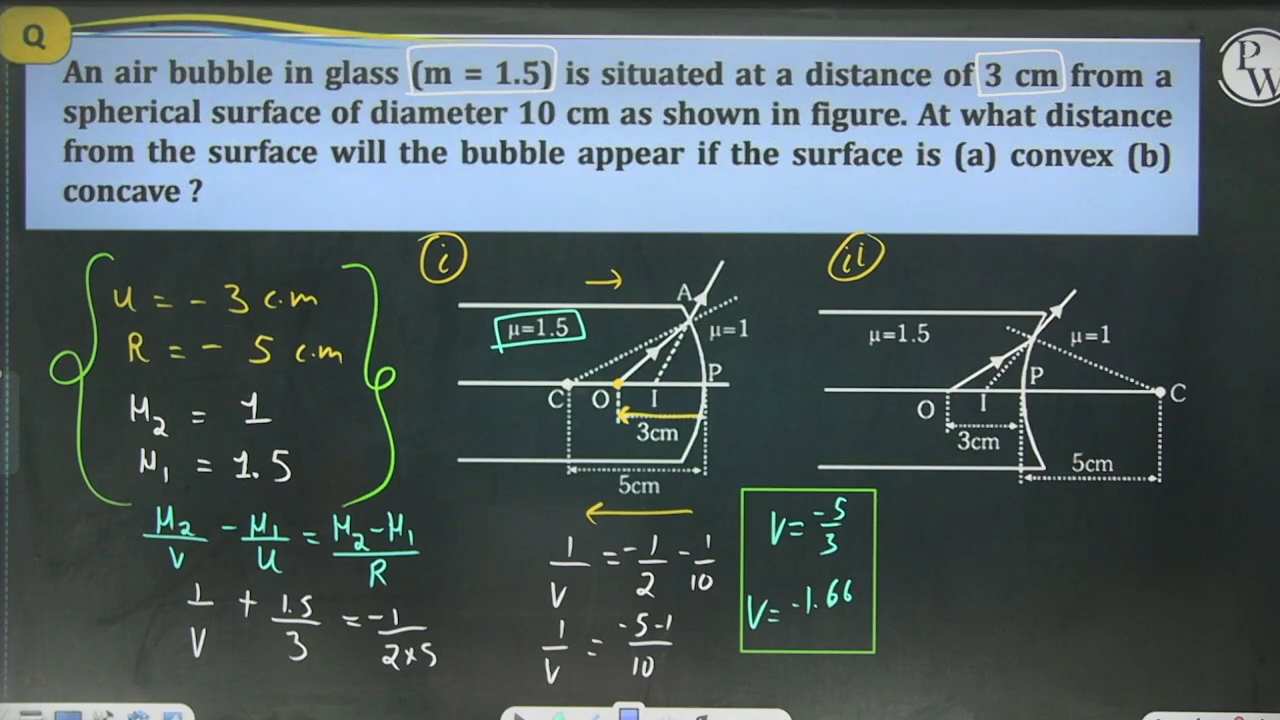 Q
An air bubble in glass (m = 1.5) is situated at a distance of 3 cm from a
spherical surface of diameter 10 cm as shown in figure. At what distance
from the surface will the bubble appear if the surface is (a) convex (b)
concave ?
P
W
u = - 3 c.m
R = - 5 c.m
μ₂ = 1
μ₁ = 1.5
μ₂/v - μ₁/u = μ₂-μ₁/R
1/v + 1.5/3 = -1/2×5
i
→
A
μ=1.5
μ=1
P
C O I
3cm
5cm
1/v = -1/2 - 1/10
1/v = -5-1/10
ii
μ=1.5
μ=1
P
O I C
3cm
5cm
v = -5/3
v = -1.66